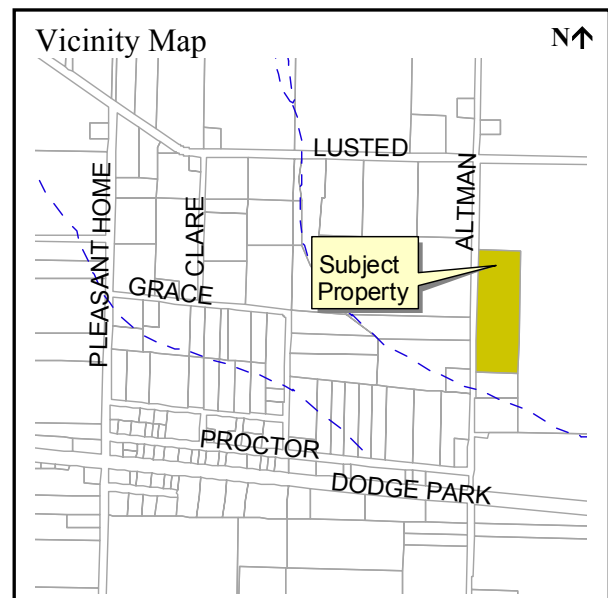 Vicinity Map
N↑
LUSTED
ALTMAN
PLEASANT HOME
CLARE
Subject
Property
GRACE
PROCTOR
DODGE PARK